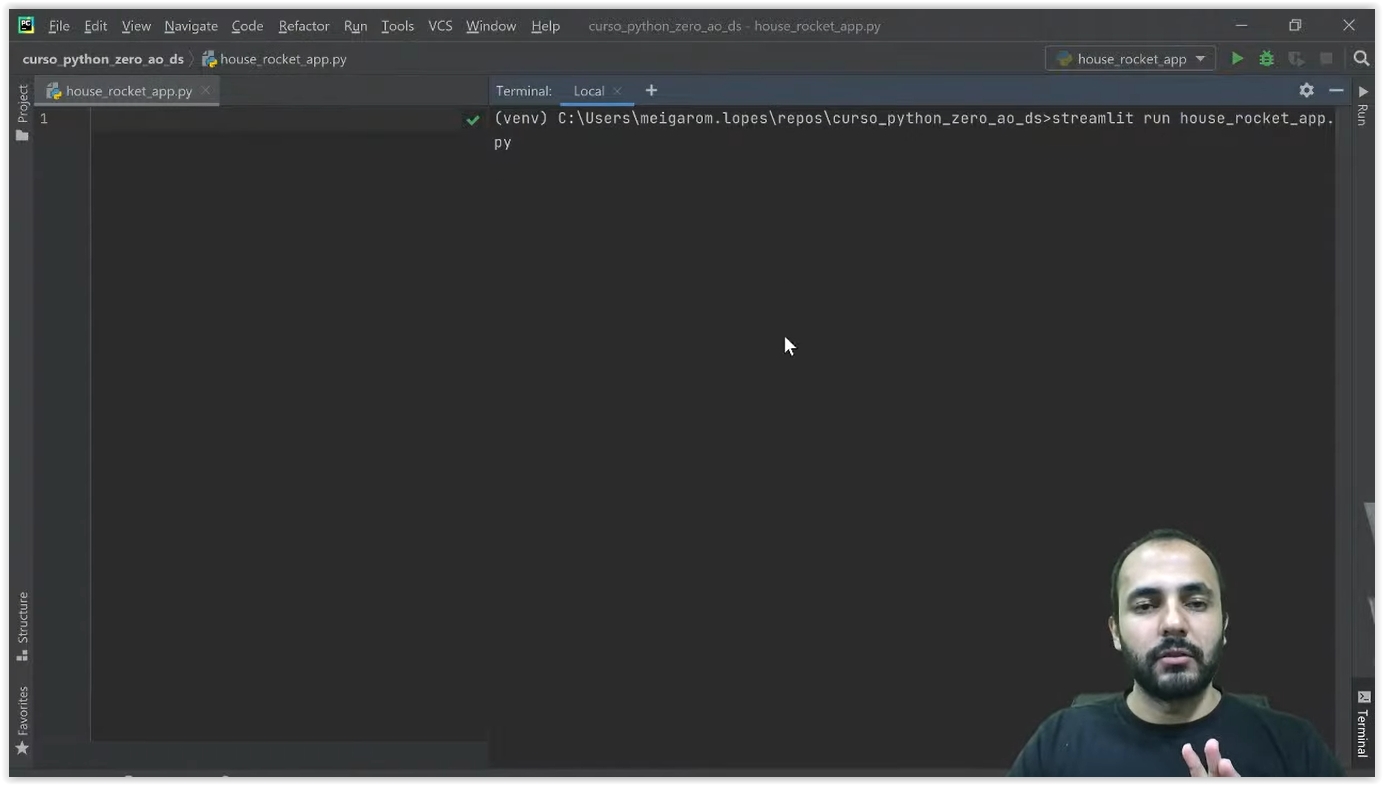 PC File Edit View Navigate Code Refactor Run Tools VCS Window Help curso_python_zero_ao_ds - house_rocket_app.py
curso_python_zero_ao_ds house_rocket_app.py house_rocket_app
house_rocket_app.py Terminal: Local +
Project
1
(venv) C:\Users\meigarom.lopes\repos\curso_python_zero_ao_ds>streamlit run house_rocket_app.
py
Run
Structure
Favorites
Terminal